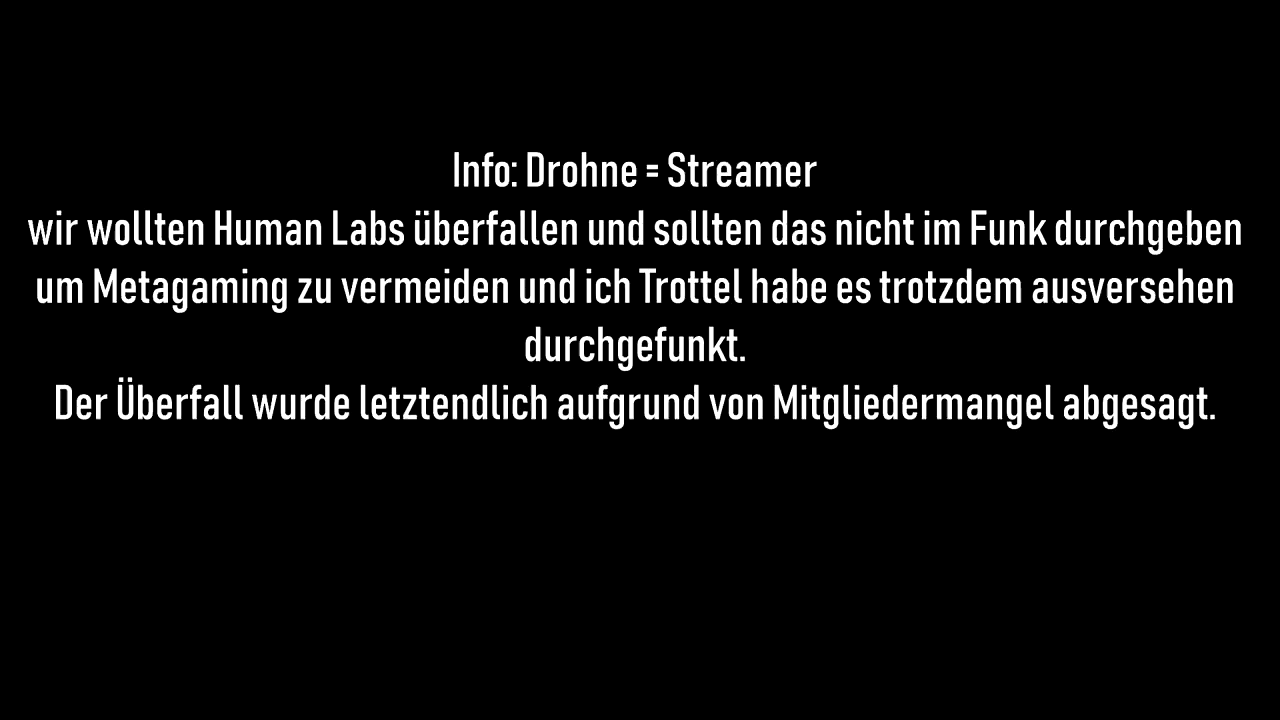 Info: Drohne = Streamer
wir wollten Human Labs überfallen und sollten das nicht im Funk durchgeben
um Metagaming zu vermeiden und ich Trottel habe es trotzdem ausversehen
durchgefunkt.
Der Überfall wurde letztendlich aufgrund von Mitgliedermangel abgesagt.